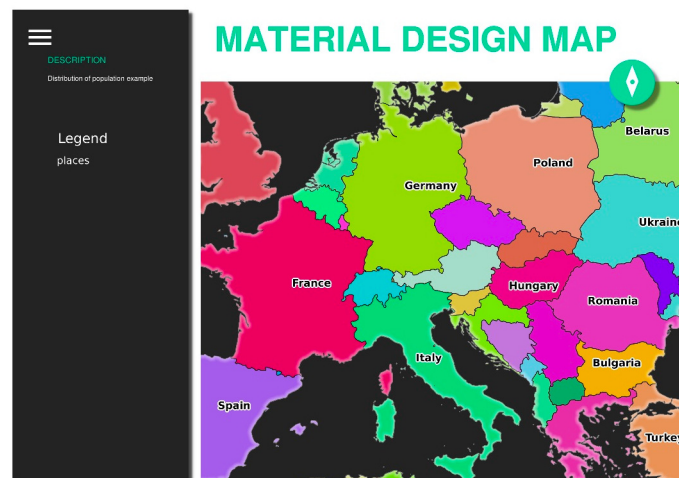 MATERIAL DESIGN MAP
DESCRIPTION
Distribution of population example
Legend
places
Belarus
Poland
Germany
Ukraine
France
Hungary
Romania
Italy
Bulgaria
Spain
Turkey